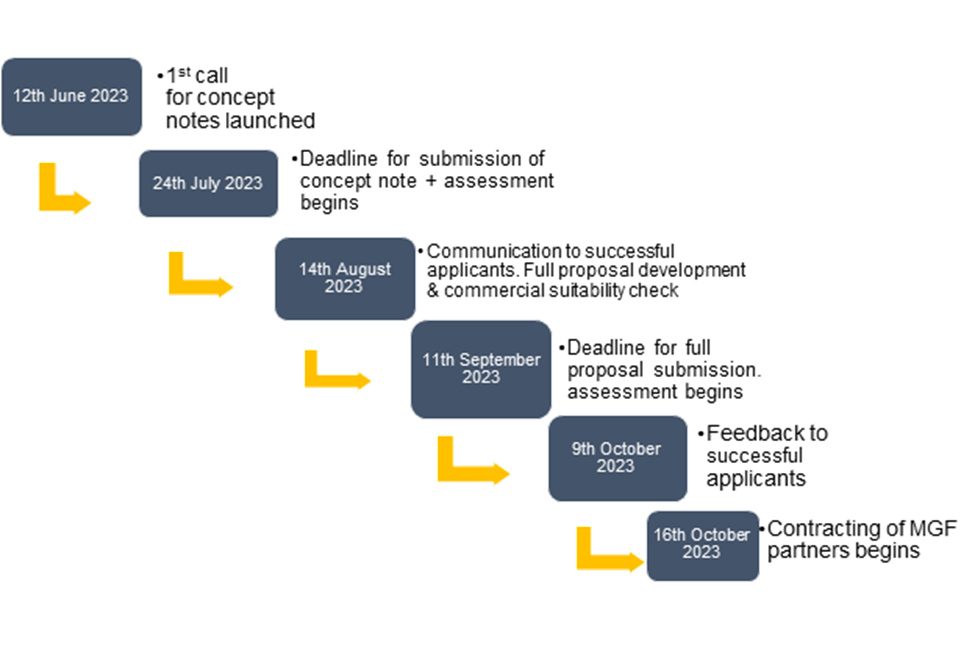 12th June 2023
•1st call
for concept
notes launched
24th July 2023
•Deadline for submission of
concept note + assessment
begins
14th August
2023
•Communication to successful
applicants. Full proposal development
& commercial suitability check
11th September
2023
•Deadline for full
proposal submission.
assessment begins
9th October
2023
•Feedback to
successful
applicants
16th October
2023
•Contracting of MGF
partners begins